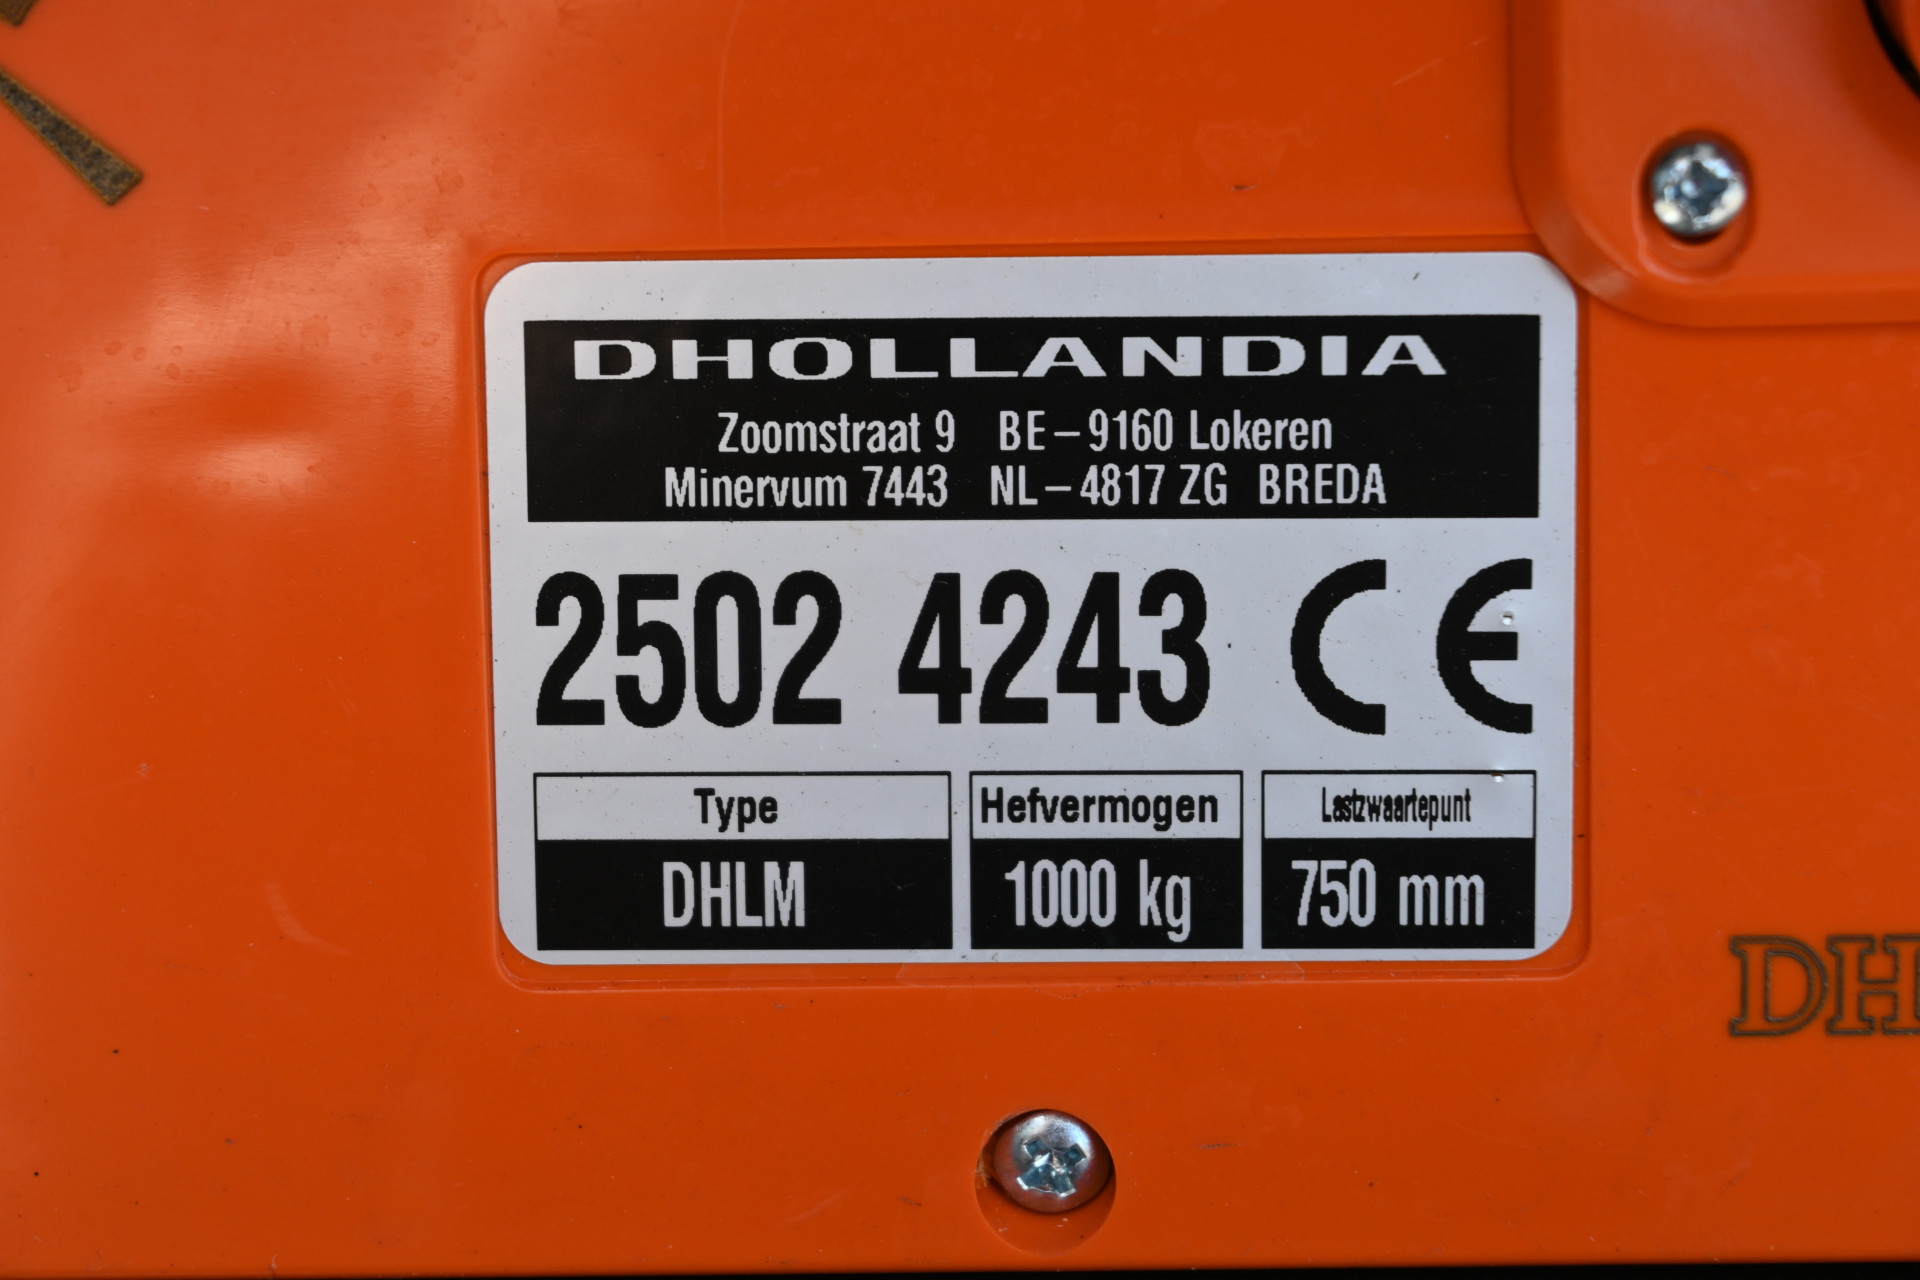 DHOLLANDIA
Zoomstraat 9 BE – 9160 Lokeren
Minervum 7443 NL – 4817 ZG BREDA
2502 4243 CE
Type Hefvermogen Lastzwaartepunt
DHLM 1000 kg 750 mm
DH